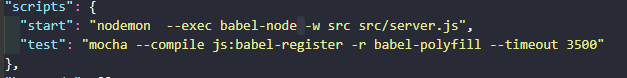 "scripts": {
"start": "nodemon  --exec babel-node -w src src/server.js",
"test": "mocha --compile js:babel-register -r babel-polyfill --timeout 3500"
},